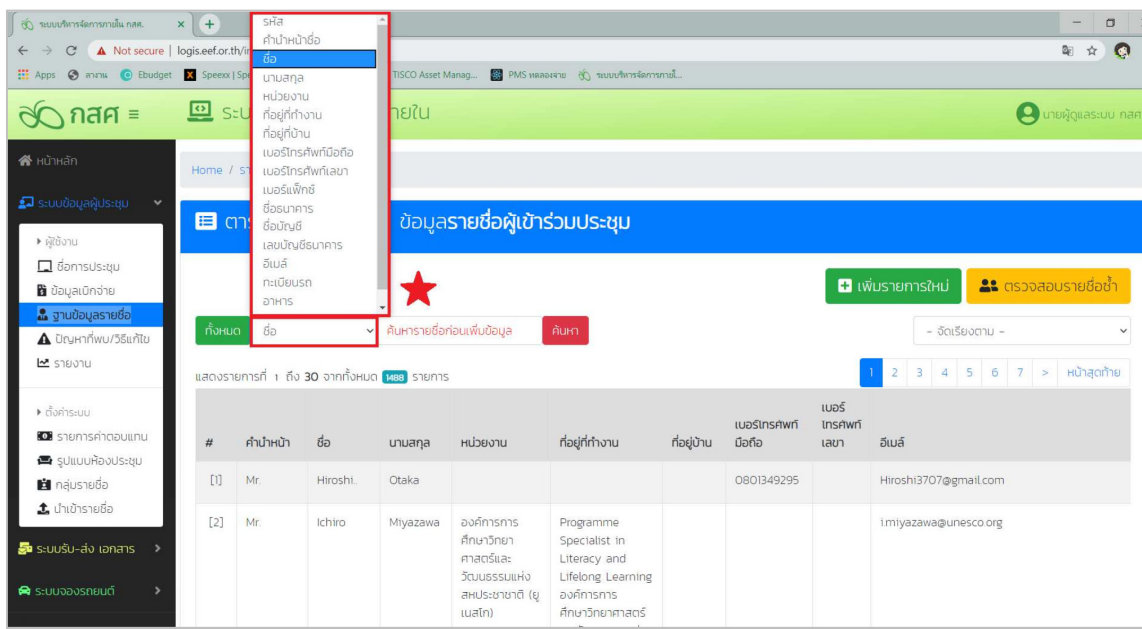 ระบบบริหารจัดการภายใน กสศ.
Not secure | logis.eef.or.th/in
Apps Ebudget Speexx | Spe TISCO Asset Manag... PMS ทดลองจ่าย ระบบบริหารจัดการภายใ...
รหัส
คำนำหน้าชื่อ
ชื่อ
นามสกุล
หน่วยงาน
ที่อยู่ที่ทำงาน
ที่อยู่ที่บ้าน
เบอร์โทรศัพท์มือถือ
เบอร์โทรศัพท์เลขา
เบอร์แฟ็กซ์
ชื่อธนาคาร
ชื่อบัญชี
เลขบัญชีธนาคาร
อีเมล์
ทะเบียนรถ
อาหาร
กสศ
ายใน
นายผู้ดูแลระบบ กสศ
หน้าหลัก
ระบบข้อมูลผู้ประชุม
ผู้ใช้งาน
ชื่อการประชุม
ข้อมูลเบิกจ่าย
ฐานข้อมูลรายชื่อ
ปัญหาที่พบ/วิธีแก้ไข
รายงาน
ตั้งค่าระบบ
รายการค่าตอบแทน
รูปแบบห้องประชุม
กลุ่มรายชื่อ
นำเข้ารายชื่อ
ระบบรับ-ส่ง เอกสาร
ระบบจองรถยนต์
Home / รา
ตาร ข้อมูลรายชื่อผู้เข้าร่วมประชุม
เพิ่มรายการใหม่ ตรวจสอบรายชื่อซ้ำ
ทั้งหมด ชื่อ ค้นหารายชื่อก่อนเพิ่มข้อมูล ค้นหา - จัดเรียงตาม -
แสดงรายการที่ 1 ถึง 30 จากทั้งหมด 1488 รายการ
1 2 3 4 5 6 7 > หน้าสุดท้าย
# คำนำหน้า ชื่อ นามสกุล หน่วยงาน ที่อยู่ที่ทำงาน ที่อยู่บ้าน เบอร์โทรศัพท์มือถือ เบอร์โทรศัพท์เลขา อีเมล์
[1] Mr. Hiroshi.. Otaka 0801349295 Hiroshi3707@gmail.com
[2] Mr. Ichiro Miyazawa องค์การการ Programme i.miyazawa@unesco.org
ศึกษาวิทยา Specialist in
ศาสตร์และ Literacy and
วัฒนธรรมแห่ง Lifelong Learning
สหประชาชาติ (ยู องค์การการ
เนสโก) ศึกษาวิทยาศาสตร์